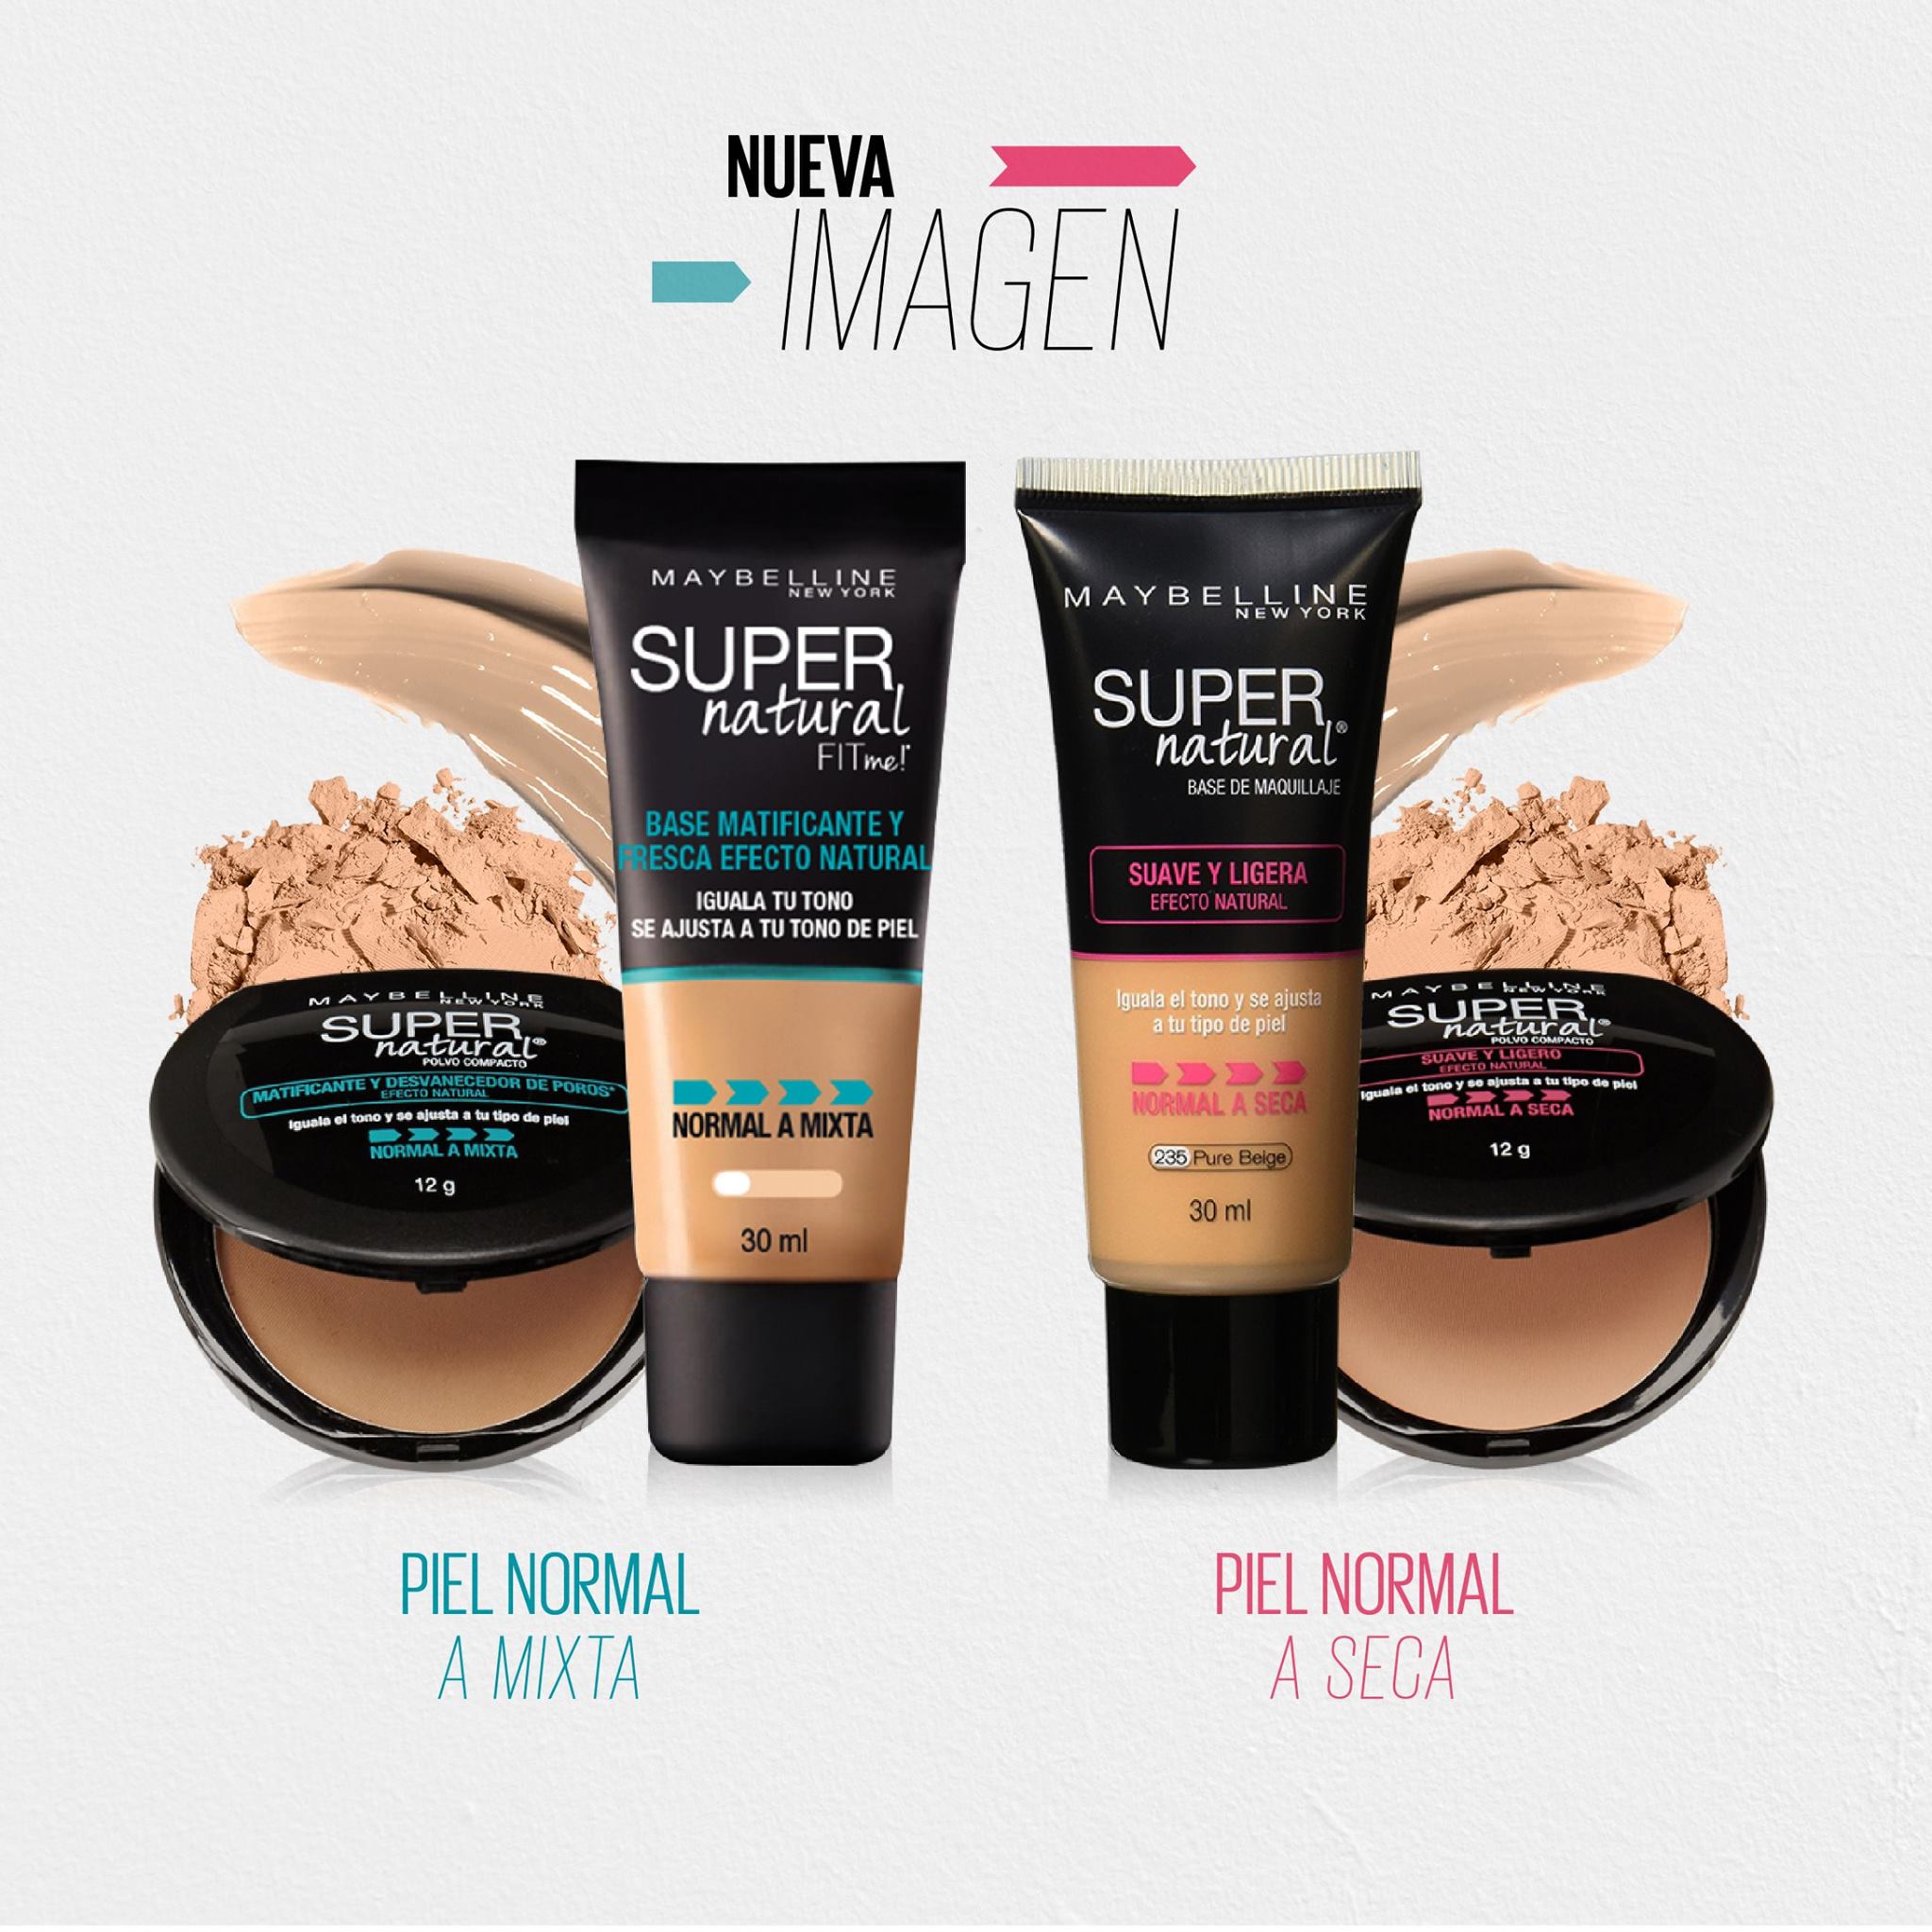 NUEVA
IMAGEN
MAYBELLINE
NEW YORK
SUPER
natural
FITme!
BASE MATIFICANTE Y
FRESCA EFECTO NATURAL
IGUALA TU TONO
SE AJUSTA A TU TONO DE PIEL
NORMAL A MIXTA
30 ml
MAYBELLINE
NEW YORK
SUPER
natural®
BASE DE MAQUILLAJE
SUAVE Y LIGERA
EFECTO NATURAL
Iguala el tono y se ajusta
a tu tipo de piel
NORMAL A SECA
235 Pure Beige
30 ml
MAYBELLINE
NEW YORK
SUPER
natural®
POLVO COMPACTO
MATIFICANTE Y DESVANECEDOR DE POROS*
EFECTO NATURAL
Iguala el tono y se ajusta a tu tipo de piel
NORMAL A MIXTA
12 g
MAYBELLINE
NEW YORK
SUPER
natural®
POLVO COMPACTO
SUAVE Y LIGERO
EFECTO NATURAL
Iguala el tono y se ajusta a tu tipo de piel
NORMAL A SECA
12 g
PIEL NORMAL
A MIXTA
PIEL NORMAL
A SECA